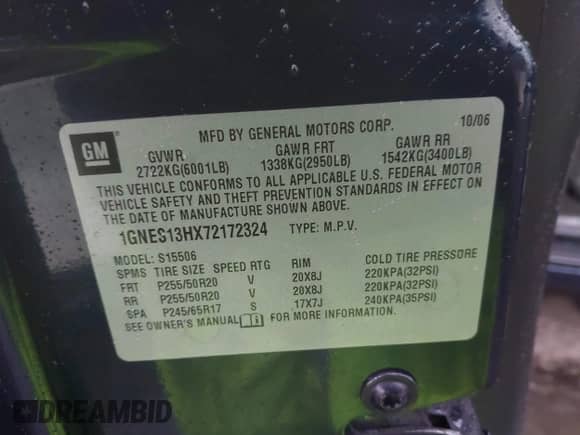 GM
MFD BY GENERAL MOTORS CORP. 10/06
GVWR GAWR FRT GAWR RR
2722KG(6001LB) 1338KG(2950LB) 1542KG(3400LB)
THIS VEHICLE CONFORMS TO ALL APPLICABLE U.S. FEDERAL MOTOR
VEHICLE SAFETY AND THEFT PREVENTION STANDARDS IN EFFECT ON
THE DATE OF MANUFACTURE SHOWN ABOVE.
1GNES13HX72172324 TYPE: M.P.V.
MODEL: S15506
SPMS TIRE SIZE SPEED RTG RIM COLD TIRE PRESSURE
FRT P255/50R20 V 20X8J 220KPA(32PSI)
RR P255/50R20 V 20X8J 220KPA(32PSI)
SPA P245/65R17 S 17X7J 240KPA(35PSI)
SEE OWNER'S MANUAL FOR MORE INFORMATION.
DREAMBID